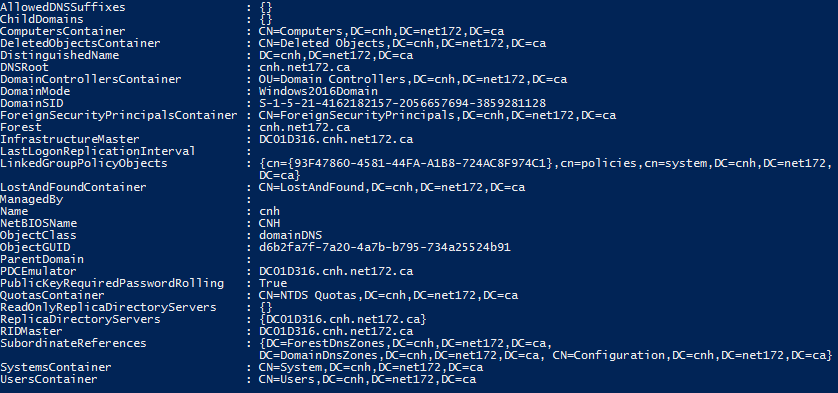 AllowedDNSSuffixes : {}
ChildDomains : {}
ComputersContainer : CN=Computers,DC=cnh,DC=net172,DC=ca
DeletedObjectsContainer : CN=Deleted Objects,DC=cnh,DC=net172,DC=ca
DistinguishedName : DC=cnh,DC=net172,DC=ca
DNSRoot : cnh.net172.ca
DomainControllersContainer : OU=Domain Controllers,DC=cnh,DC=net172,DC=ca
DomainMode : Windows2016Domain
DomainSID : S-1-5-21-4162182157-2056657694-3859281128
ForeignSecurityPrincipalsContainer : CN=ForeignSecurityPrincipals,DC=cnh,DC=net172,DC=ca
Forest : cnh.net172.ca
InfrastructureMaster : DC01D316.cnh.net172.ca
LastLogonReplicationInterval :
LinkedGroupPolicyObjects : {cn={93F47860-4581-44FA-A1B8-724AC8F974C1},cn=policies,cn=system,DC=cnh,DC=net172,
DC=ca}
LostAndFoundContainer : CN=LostAndFound,DC=cnh,DC=net172,DC=ca
ManagedBy :
Name : cnh
NetBIOSName : CNH
ObjectClass : domainDNS
ObjectGUID : d6b2fa7f-7a20-4a7b-b795-734a25524b91
ParentDomain :
PDCEmulator : DC01D316.cnh.net172.ca
PublicKeyRequiredPasswordRolling : True
QuotasContainer : CN=NTDS Quotas,DC=cnh,DC=net172,DC=ca
ReadOnlyReplicaDirectoryServers : {}
ReplicaDirectoryServers : {DC01D316.cnh.net172.ca}
RIDMaster : DC01D316.cnh.net172.ca
SubordinateReferences : {DC=ForestDnsZones,DC=cnh,DC=net172,DC=ca,
DC=DomainDnsZones,DC=cnh,DC=net172,DC=ca, CN=Configuration,DC=cnh,DC=net172,DC=ca}
SystemsContainer : CN=System,DC=cnh,DC=net172,DC=ca
UsersContainer : CN=Users,DC=cnh,DC=net172,DC=ca